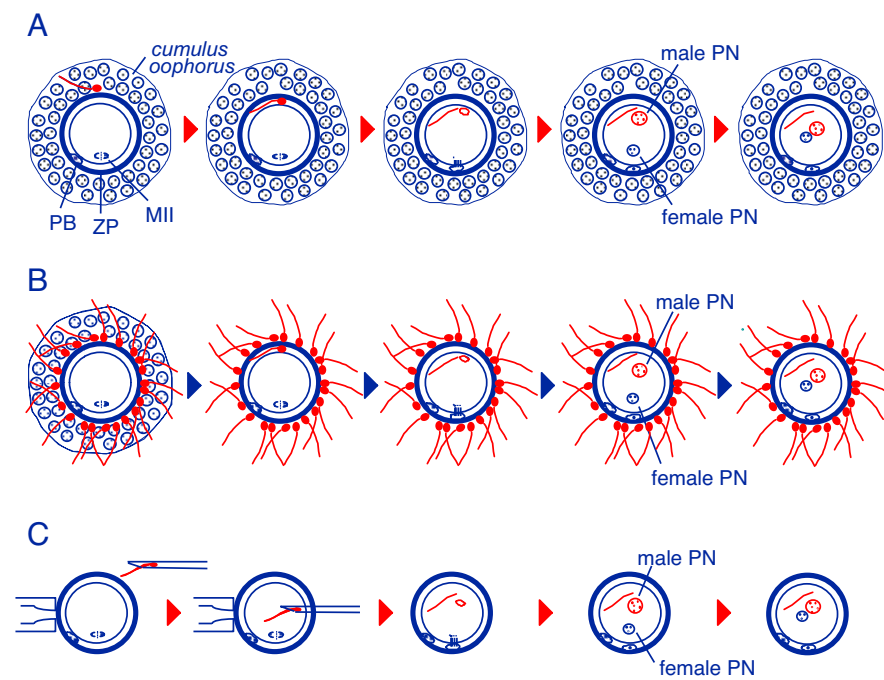 A
cumulus
oophorus
male PN
PB
ZP
MII
female PN
B
male PN
female PN
C
male PN
female PN